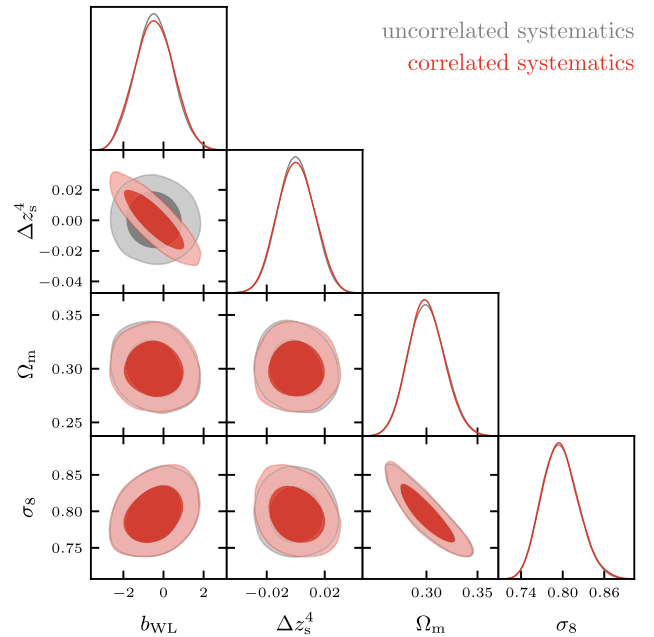 uncorrelated systematics
correlated systematics
Δz_s^4
0.02
0.00
−0.02
−0.04
Ω_m
0.35
0.30
0.25
σ_8
0.85
0.80
0.75
−2 0 2 −0.02 0.02 0.30 0.35 0.74 0.80 0.86
b_WL Δz_s^4 Ω_m σ_8